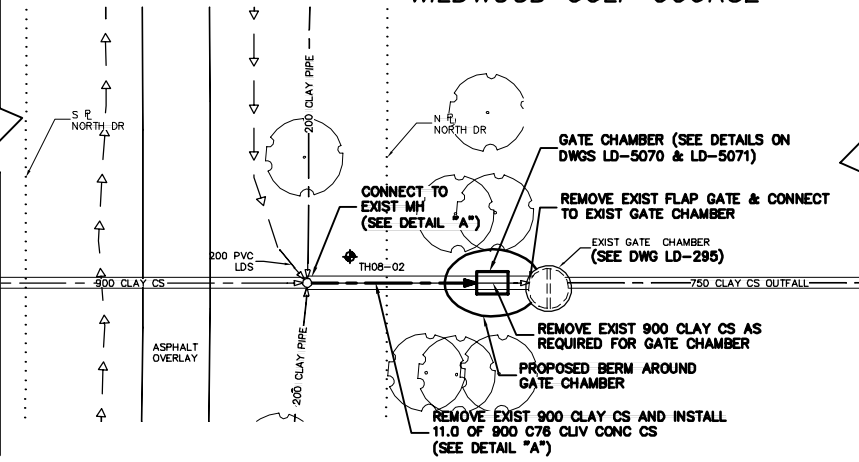 200 CLAY PIPE
S PL
NORTH DR
N PL
NORTH DR
GATE CHAMBER (SEE DETAILS ON
DWGS LD-5070 & LD-5071)
CONNECT TO
EXIST MH
(SEE DETAIL "A")
REMOVE EXIST FLAP GATE & CONNECT
TO EXIST GATE CHAMBER
EXIST GATE CHAMBER
(SEE DWG LD-295)
200 PVC
LDS
TH08-02
900 CLAY CS
750 CLAY CS OUTFALL
REMOVE EXIST 900 CLAY CS AS
REQUIRED FOR GATE CHAMBER
ASPHALT
OVERLAY
200 CLAY PIPE
PROPOSED BERM AROUND
GATE CHAMBER
REMOVE EXIST 900 CLAY CS AND INSTALL
11.0 OF 900 C76 CLIV CONC CS
(SEE DETAIL "A")